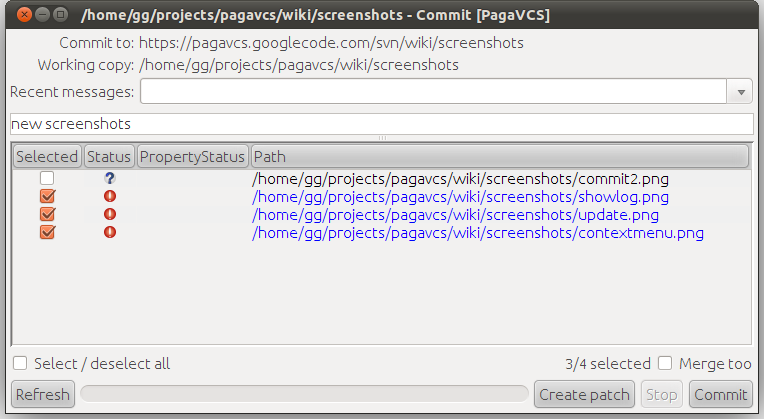 /home/gg/projects/pagavcs/wiki/screenshots - Commit [PagaVCS]
Commit to: https://pagavcs.googlecode.com/svn/wiki/screenshots
Working copy: /home/gg/projects/pagavcs/wiki/screenshots
Recent messages:
new screenshots
Selected Status PropertyStatus Path
/home/gg/projects/pagavcs/wiki/screenshots/commit2.png
/home/gg/projects/pagavcs/wiki/screenshots/showlog.png
/home/gg/projects/pagavcs/wiki/screenshots/update.png
/home/gg/projects/pagavcs/wiki/screenshots/contextmenu.png
Select / deselect all 3/4 selected Merge too
Refresh Create patch Stop Commit